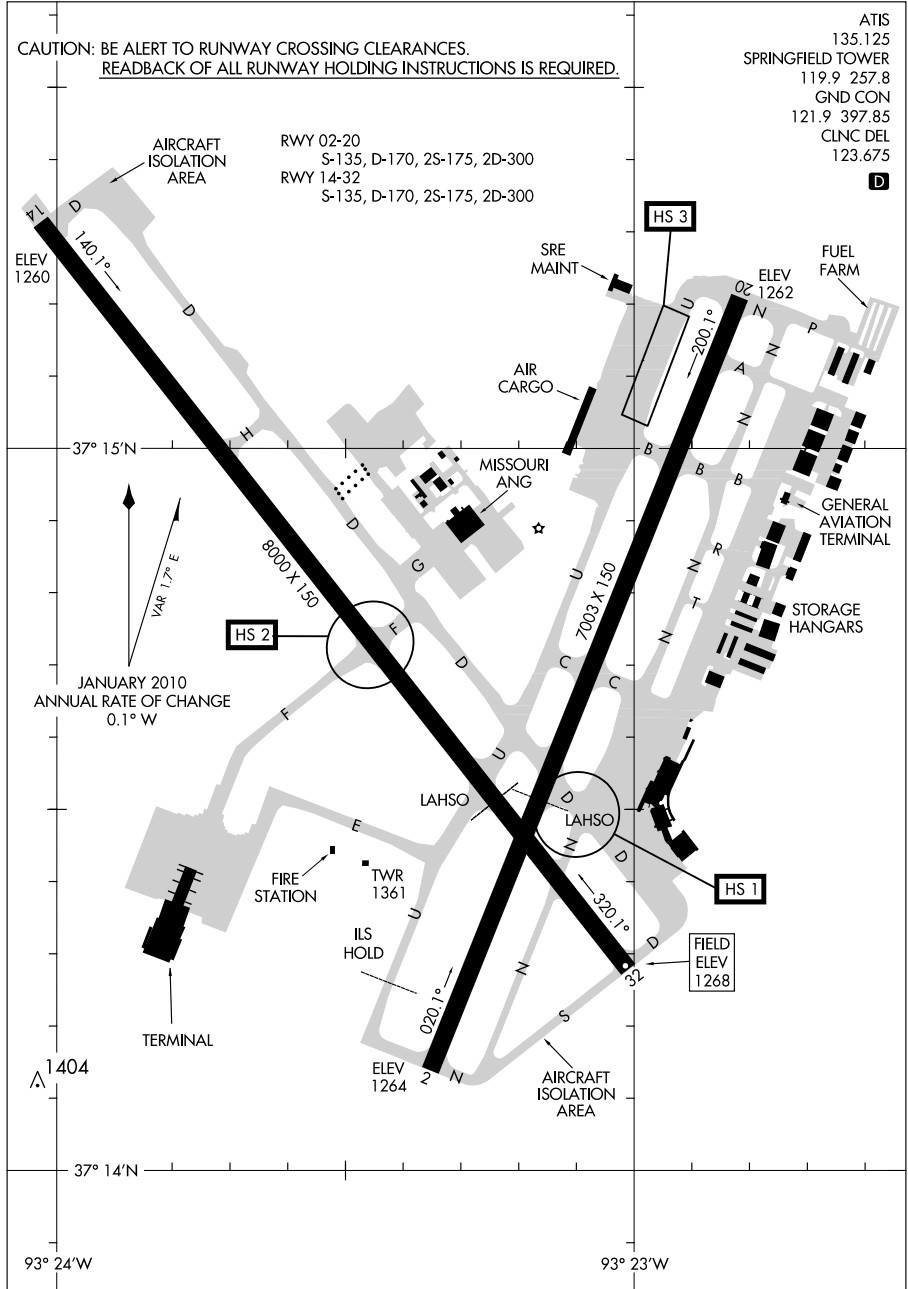 CAUTION: BE ALERT TO RUNWAY CROSSING CLEARANCES.
READBACK OF ALL RUNWAY HOLDING INSTRUCTIONS IS REQUIRED.
ATIS
135.125
SPRINGFIELD TOWER
119.9 257.8
GND CON
121.9 397.85
CLNC DEL
123.675
D
RWY 02-20
S-135, D-170, 2S-175, 2D-300
RWY 14-32
S-135, D-170, 2S-175, 2D-300
AIRCRAFT
ISOLATION
AREA
14
D
ELEV
1260
140.1°
D
HS 3
SRE
MAINT
U
20
ELEV
1262
FUEL
FARM
N
P
200.1°
N
A
N
AIR
CARGO
H
37° 15'N
B
B
B
B
MISSOURI
ANG
GENERAL
AVIATION
TERMINAL
D
G
8000 X 150
VAR 1.7° E
U
7003 X 150
R
N
T
N
STORAGE
HANGARS
HS 2
F
D
C
C
JANUARY 2010
ANNUAL RATE OF CHANGE
0.1° W
F
U
LAHSO
D
LAHSO
E
N
D
FIRE
STATION
TWR
1361
HS 1
U
320.1°
ILS
HOLD
D
FIELD
ELEV
1268
N
32
020.1°
S
TERMINAL
1404
ELEV
1264
2
N
AIRCRAFT
ISOLATION
AREA
37° 14'N
93° 24'W
93° 23'W